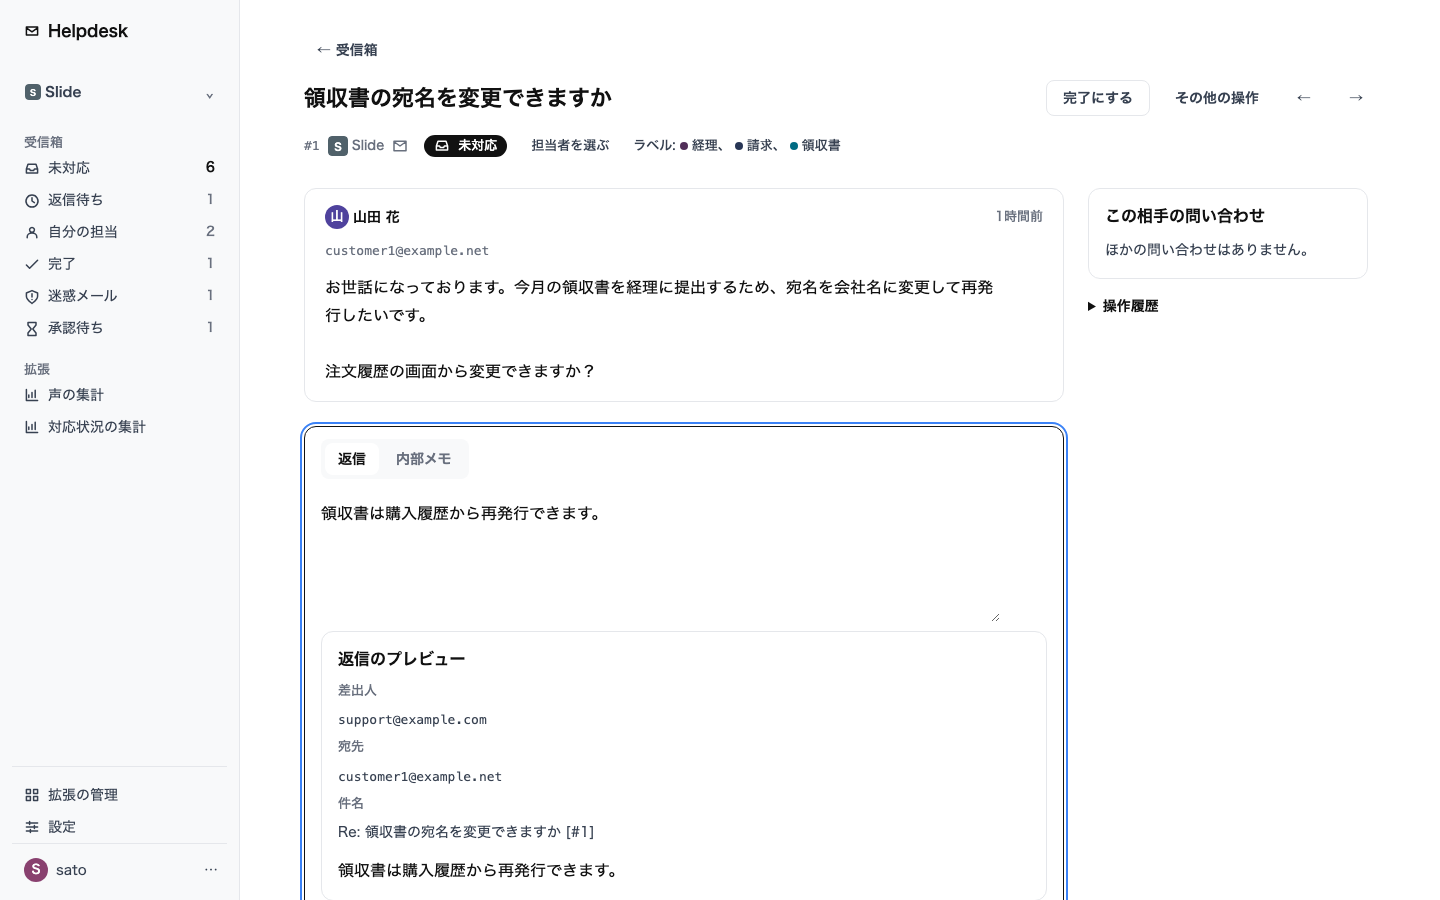 Helpdesk
S Slide
受信箱
未対応 6
返信待ち 1
自分の担当 2
完了 1
迷惑メール 1
承認待ち 1
拡張
声の集計
対応状況の集計
拡張の管理
設定
S sato …
← 受信箱
領収書の宛名を変更できますか
完了にする その他の操作 ← →
#1 S Slide 未対応 担当者を選ぶ ラベル: 経理、 請求、 領収書
山 山田 花 1時間前
customer1@example.net
お世話になっております。今月の領収書を経理に提出するため、宛名を会社名に変更して再発
行したいです。
注文履歴の画面から変更できますか？
この相手の問い合わせ
ほかの問い合わせはありません。
▶ 操作履歴
返信 内部メモ
領収書は購入履歴から再発行できます。
返信のプレビュー
差出人
support@example.com
宛先
customer1@example.net
件名
Re: 領収書の宛名を変更できますか [#1]
領収書は購入履歴から再発行できます。